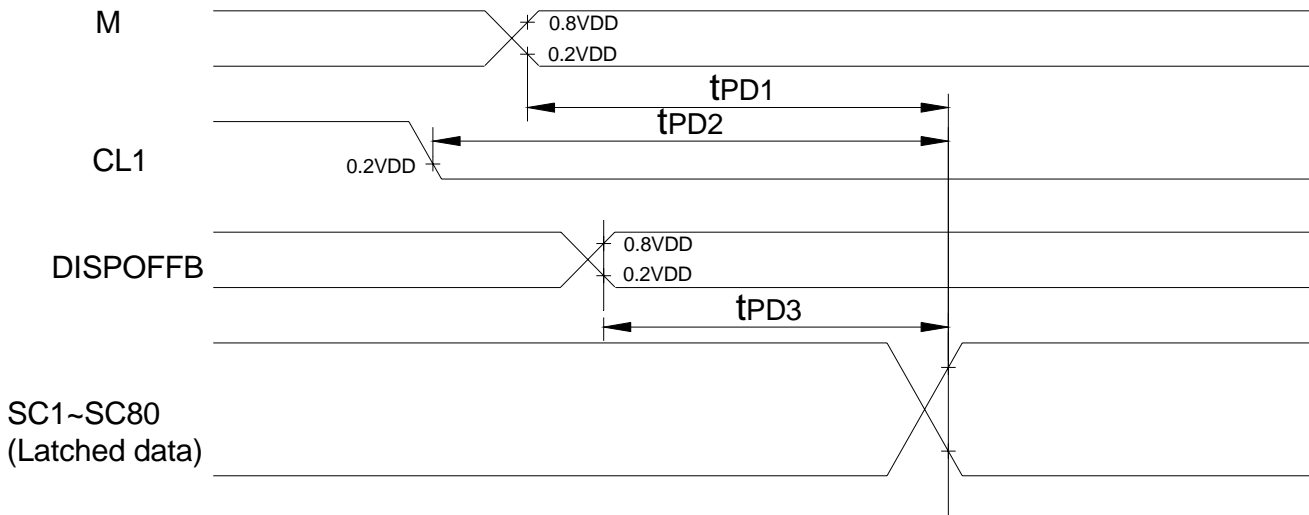 M
0.8VDD
0.2VDD
tPD1
tPD2
CL1
0.2VDD
DISPOFFB
0.8VDD
0.2VDD
tPD3
SC1~SC80
(Latched data)